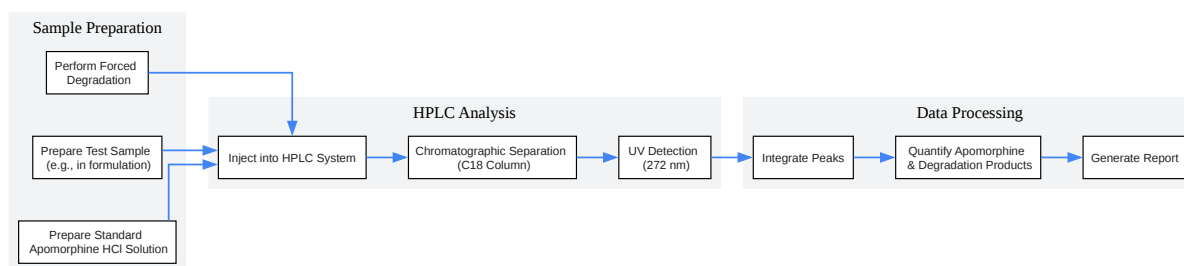 Sample Preparation
Perform Forced
Degradation
Prepare Test Sample
(e.g., in formulation)
Prepare Standard
Apomorphine HCl Solution
HPLC Analysis
Inject into HPLC System
Chromatographic Separation
(C18 Column)
UV Detection
(272 nm)
Data Processing
Integrate Peaks
Quantify Apomorphine
& Degradation Products
Generate Report